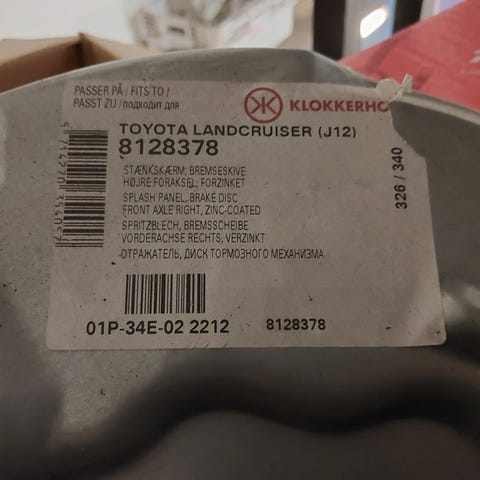 PASSER PÅ / FITS TO /
PASST ZU / подходит для
KLOKKERHO
TOYOTA LANDCRUISER (J12)
8128378
STÆNKSKÆRM, BREMSESKIVE
HØJRE FORAKSEL, FORZINKET
SPLASH PANEL, BRAKE DISC
FRONT AXLE RIGHT, ZINC-COATED
SPRITZBLECH, BREMSSCHEIBE
VORDERACHSE RECHTS, VERZINKT
ОТРАЖАТЕЛЬ, ДИСК ТОРМОЗНОГО МЕХАНИЗМА
326 / 340
01P-34E-02 2212
8128378